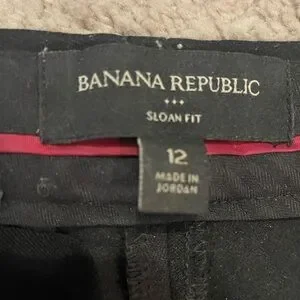 BANANA REPUBLIC
SLOAN FIT
12
MADE IN
JORDAN